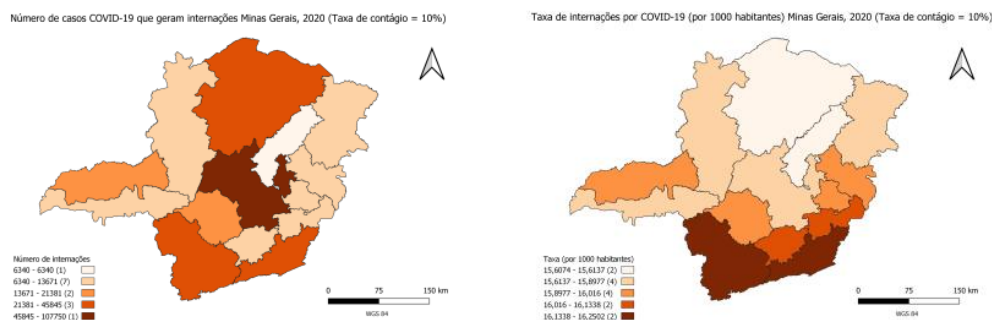 Número de casos COVID-19 que geram internações Minas Gerais, 2020 (Taxa de contágio = 10%)
Número de internações
6340 - 6340 (1)
6340 - 13671 (7)
13671 - 21381 (2)
21381 - 45845 (3)
45845 - 107750 (1)
0 75 150 km
WGS 84
Taxa de internações por COVID-19 (por 1000 habitantes) Minas Gerais, 2020 (Taxa de contágio = 10%)
Taxa (por 1000 habitantes)
15,6074 - 15,6137 (2)
15,6137 - 15,8977 (4)
15,8977 - 16,016 (4)
16,016 - 16,1338 (2)
16,1338 - 16,2502 (2)
0 75 150 km
WGS 84